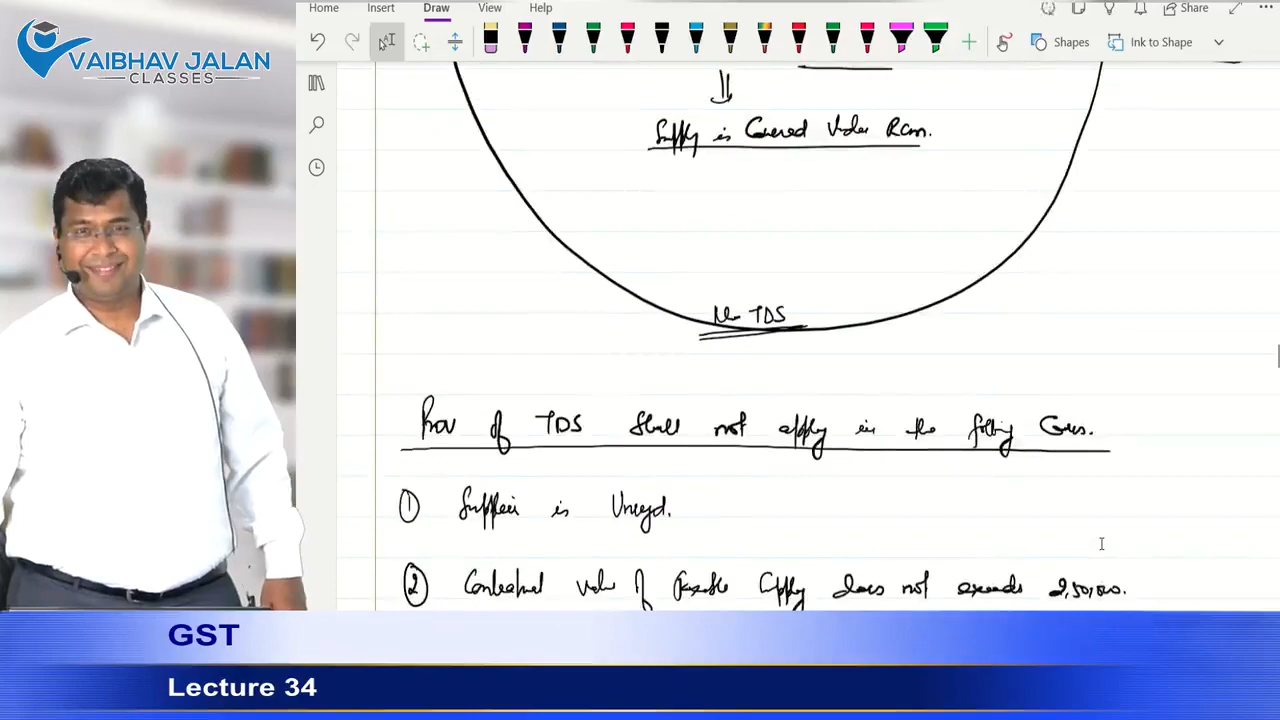 Home Insert Draw View Help
Share
VAIBHAV JALAN
CLASSES
Shapes Ink to Shape
Supply is Covered Under RCM.
No TDS
Prov of TDS shall not apply in the following Cases.
① Supplier is Unregd.
② Contractual value of Taxable Supply does not exceeds 2,50,000.
GST
Lecture 34